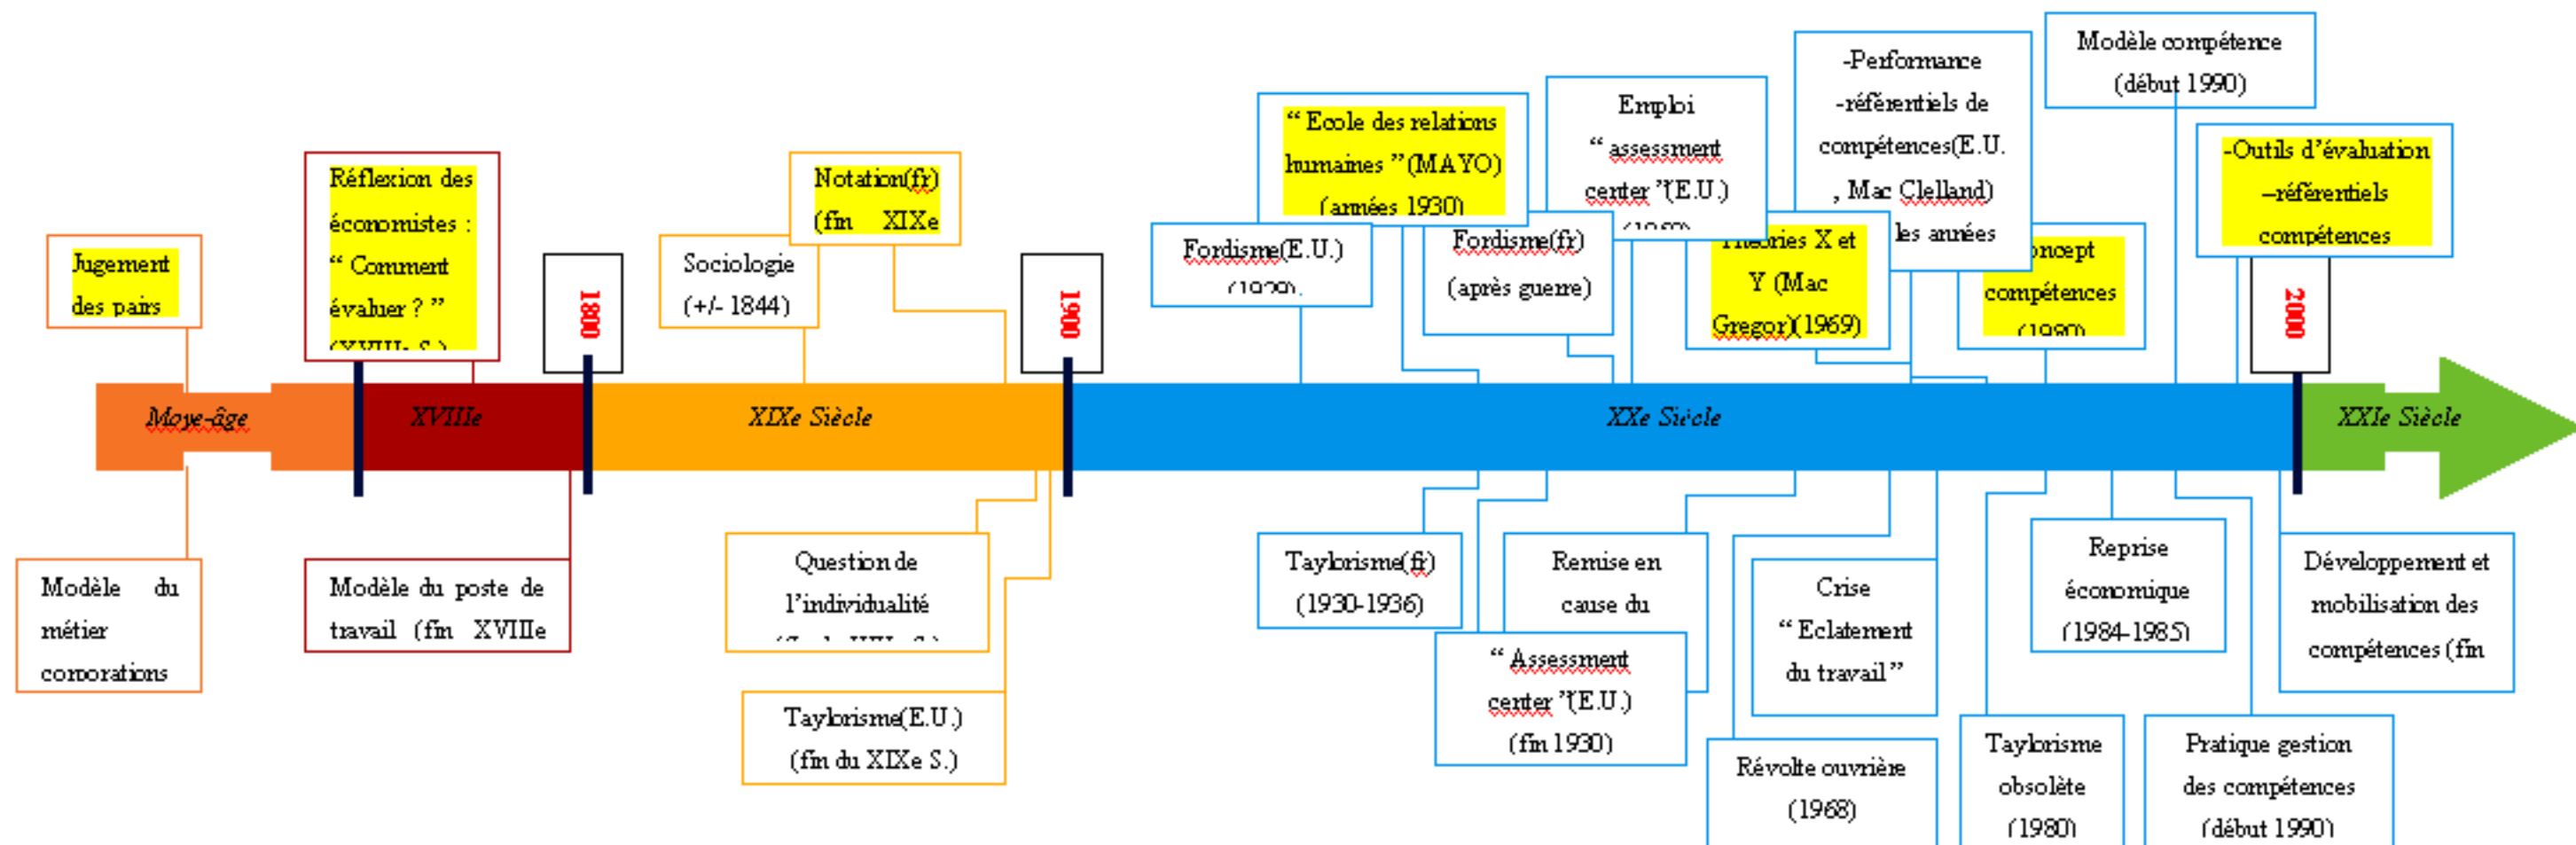 Modèle compétence
(début 1990)
-Performance
-référentiels de
compétences(E.U.
, Mac Clelland)
les années
Emploi
“ assessment
center ”(E.U.)
“ Ecole des relations
humaines ”(MAYO)
(années 1930)
-Outils d’évaluation
–référentiels
compétences
Réflexion des
économistes :
“ Comment
évaluer ? ”
(XVIIIe S.)
Notation(fr)
(fin XIXe
Jugement
des pairs
Sociologie
(+/- 1844)
Fordisme(E.U.)
Fordisme(fr)
(après guerre)
Théories X et
Y (Mac
Gregor)(1969)
compétences
(1980)
1800
1900
2000
Moye-âge
XVIIIe
XIXe Siècle
XXe Siècle
XXIe Siècle
Modèle du
métier
corporations
Modèle du poste de
travail (fin XVIIIe
Question de
l’individualité
Taylorisme(E.U.)
(fin du XIXe S.)
Taylorisme(fr)
(1930-1936)
“ Assessment
center ”(E.U.)
(fin 1930)
Remise en
cause du
Révolte ouvrière
(1968)
Crise
“ Eclatement
du travail ”
Taylorisme
obsolète
(1980)
Reprise
économique
(1984-1985)
Pratique gestion
des compétences
(début 1990)
Développement et
mobilisation des
compétences (fin